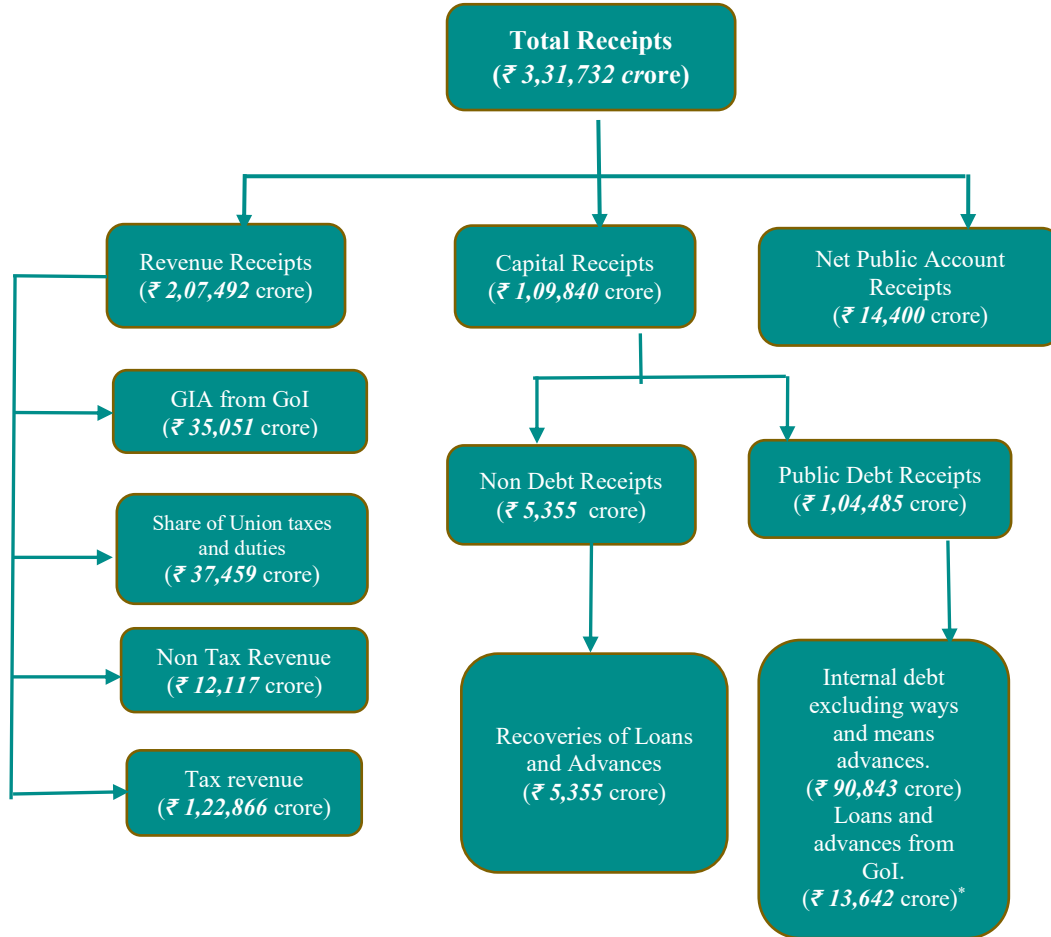 Total Receipts
(₹ 3,31,732 crore)
Revenue Receipts
(₹ 2,07,492 crore)
Capital Receipts
(₹ 1,09,840 crore)
Net Public Account
Receipts
(₹ 14,400 crore)
GIA from GoI
(₹ 35,051 crore)
Share of Union taxes
and duties
(₹ 37,459 crore)
Non Tax Revenue
(₹ 12,117 crore)
Tax revenue
(₹ 1,22,866 crore)
Non Debt Receipts
(₹ 5,355 crore)
Public Debt Receipts
(₹ 1,04,485 crore)
Recoveries of Loans
and Advances
(₹ 5,355 crore)
Internal debt
excluding ways
and means
advances.
(₹ 90,843 crore)
Loans and
advances from
GoI.
(₹ 13,642 crore)*